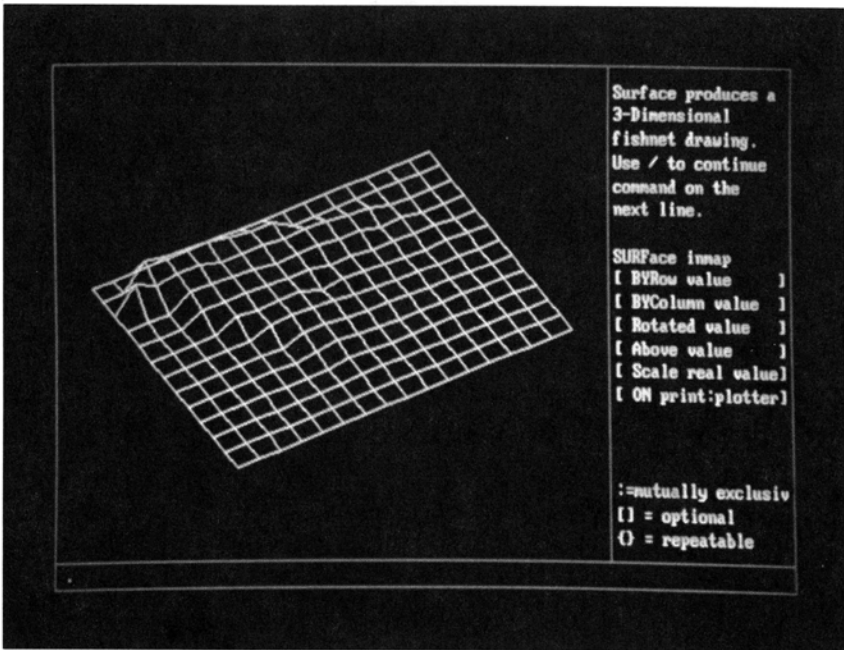 Surface produces a
3-Dimensional
fishnet drawing.
Use / to continue
command on the
next line.
SURFace inmap
[ BYRow value ]
[ BYColumn value ]
[ Rotated value ]
[ Above value ]
[ Scale real value]
[ ON print:plotter]
:=mutually exclusiv
[] = optional
{} = repeatable